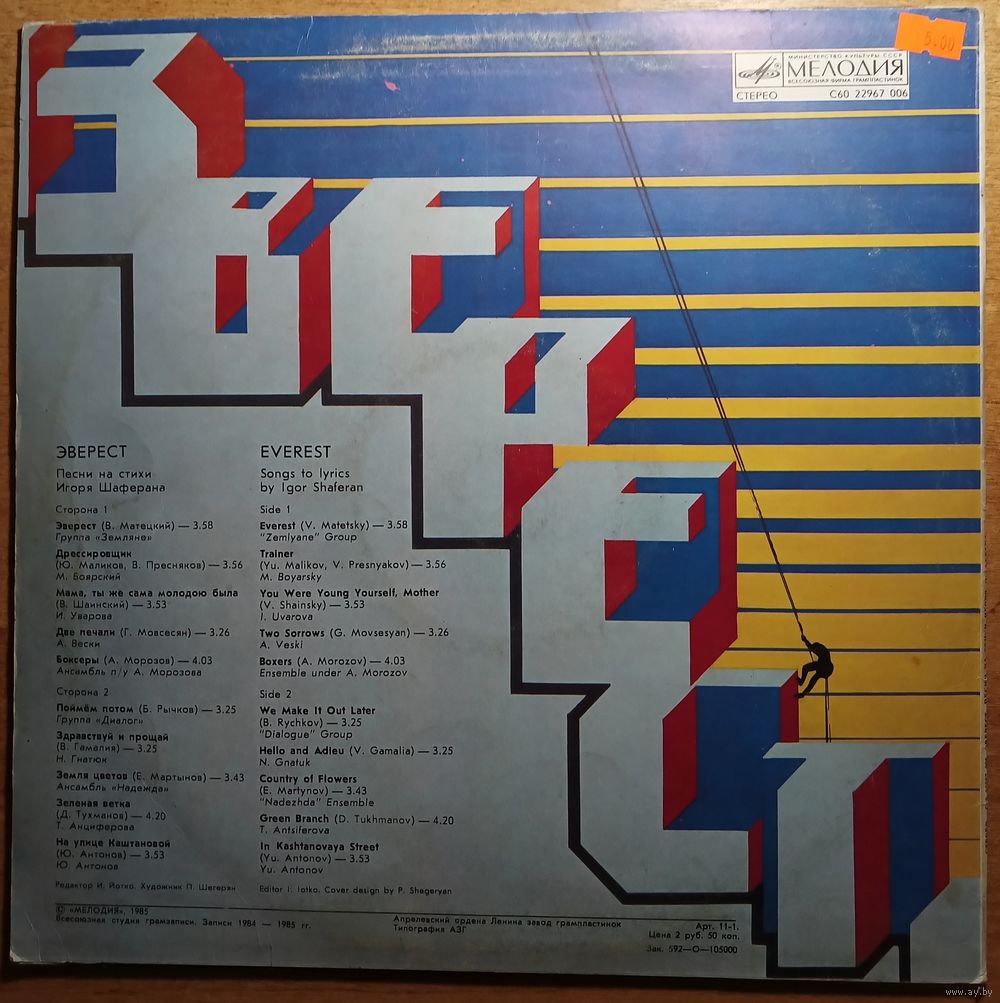 5.00
МИНИСТЕРСТВО КУЛЬТУРЫ СССР
МЕЛОДИЯ
ВСЕСОЮЗНАЯ ФИРМА ГРАМПЛАСТИНОК
СТЕРЕО С60 22967 006
ЭВЕРЕСТ
ЭВЕРЕСТ
Песни на стихи
Игоря Шаферана
Сторона 1
Эверест (В. Матецкий) — 3.58
Группа «Земляне»
Дрессировщик
(Ю. Маликов, В. Пресняков) — 3.56
М. Боярский
Мама, ты же сама молодою была
(В. Шаинский) — 3.53
И. Уварова
Две печали (Г. Мовсесян) — 3.26
А. Вески
Боксеры (А. Морозов) — 4.03
Ансамбль п/у А. Морозова
Сторона 2
Поймём потом (Б. Рычков) — 3.25
Группа «Диалог»
Здравствуй и прощай
(В. Гамалия) — 3.25
Н. Гнатюк
Земля цветов (Е. Мартынов) — 3.43
Ансамбль «Надежда»
Зеленая ветка
(Д. Тухманов) — 4.20
Т. Анциферова
На улице Каштановой
(Ю. Антонов) — 3.53
Ю. Антонов
Редактор И. Йотко. Художник П. Шегерян
EVEREST
Songs to lyrics
by Igor Shaferan
Side 1
Everest (V. Matetsky) — 3.58
"Zemlyane" Group
Trainer
(Yu. Malikov, V. Presnyakov) — 3.56
M. Boyarsky
You Were Young Yourself, Mother
(V. Shainsky) — 3.53
I. Uvarova
Two Sorrows (G. Movsesyan) — 3.26
A. Veski
Boxers (A. Morozov) — 4.03
Ensemble under A. Morozov
Side 2
We Make It Out Later
(B. Rychkov) — 3.25
"Dialogue" Group
Hello and Adieu (V. Gamalia) — 3.25
N. Gnatuk
Country of Flowers
(E. Martynov) — 3.43
"Nadezhda" Ensemble
Green Branch (D. Tukhmanov) — 4.20
T. Antsiferova
In Kashtanovaya Street
(Yu. Antonov) — 3.53
Yu. Antonov
Editor I. Iotko. Cover design by P. Shegeryan
© «МЕЛОДИЯ», 1985
Всесоюзная студия грамзаписи. Записи 1984 — 1985 гг.
Апрелевский ордена Ленина завод грампластинок
Типография АЗГ
Арт. 11-1.
Цена 2 руб. 50 коп.
Зак. 592—О—105000
www.ay.by